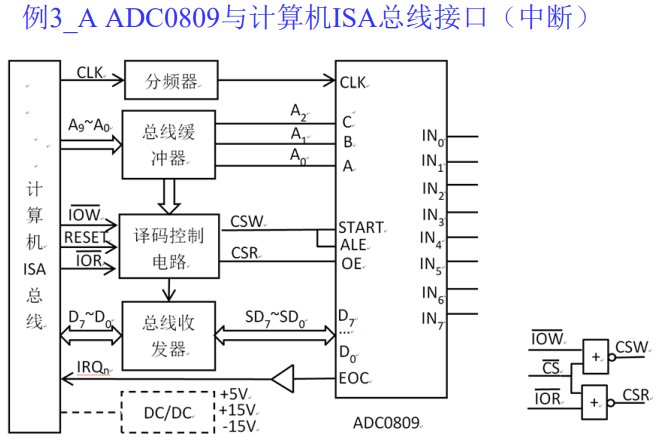 例3_A ADC0809与计算机ISA总线接口（中断）
CLK
分频器
CLK
A9~A0
总线缓
冲器
A2
C
A1
B
A0
A
IN0
IN1
IN2
IN3
IN4
IN5
IN6
IN7
计
算
机
ISA
总
线
IOW
RESET
IOR
译码控制
电路
CSW
START
ALE
CSR
OE
D7~D0
总线收
发器
SD7~SD0
D7
...
D0
IRQn
EOC
DC/DC
+5V
+15V
-15V
ADC0809
IOW
+
CSW
CS
IOR
+
CSR